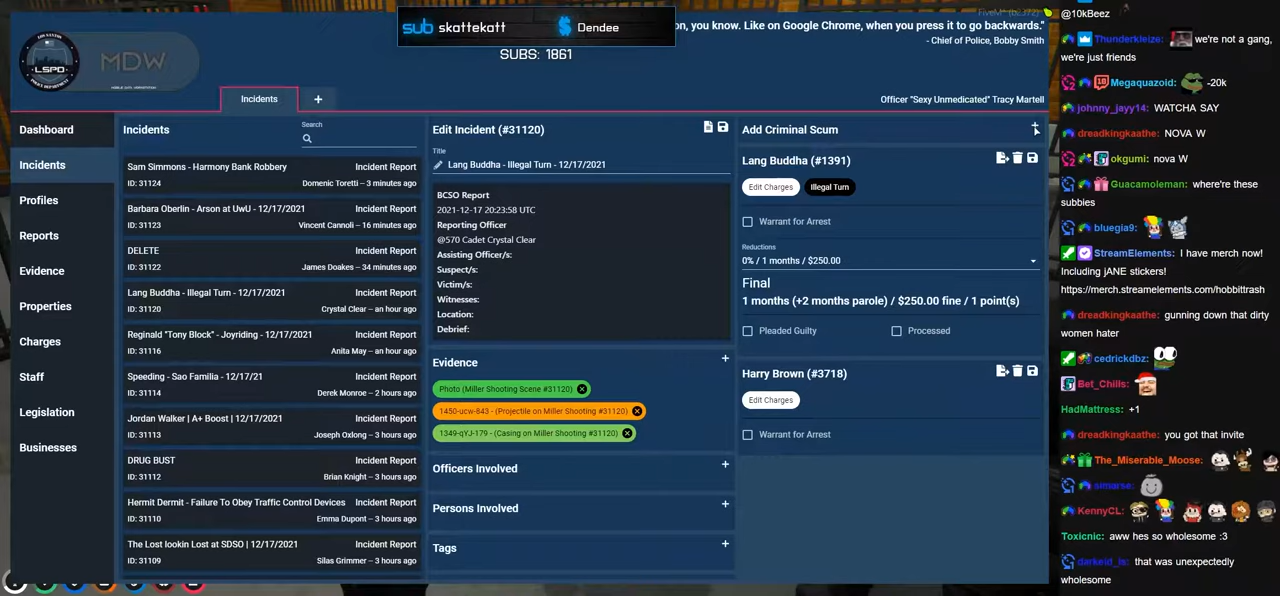 sub skattekatt Dendee
on, you know. Like on Google Chrome, when you press it to go backwards."
- Chief of Police, Bobby Smith
SUBS: 1861
LOS SANTOS
LSPD
POLICE DEPARTMENT
MDW
Incidents +
Officer "Sexy Unmedicated" Tracy Martell
Dashboard
Incidents
Profiles
Reports
Evidence
Properties
Charges
Staff
Legislation
Businesses
Incidents
Search
Sam Simmons - Harmony Bank Robbery Incident Report
ID: 31124 Domenic Toretti – 3 minutes ago
Barbara Oberlin - Arson at UwU - 12/17/2021 Incident Report
ID: 31123 Vincent Cannoli – 16 minutes ago
DELETE Incident Report
ID: 31122 James Doakes – 34 minutes ago
Lang Buddha - Illegal Turn - 12/17/2021 Incident Report
ID: 31120 Crystal Clear – an hour ago
Reginald "Tony Block" - Joyriding - 12/17/2021 Incident Report
ID: 31116 Anita May – an hour ago
Speeding - Sao Familia - 12/17/21 Incident Report
ID: 31114 Derek Monroe – 2 hours ago
Jordan Walker | A+ Boost | 12/17/2021 Incident Report
ID: 31113 Joseph Oxlong – 3 hours ago
DRUG BUST Incident Report
ID: 31112 Brian Knight – 3 hours ago
Hermit Dermit - Failure To Obey Traffic Control Devices Incident Report
ID: 31110 Emma Dupont – 3 hours ago
The Lost lookin Lost at SDSO | 12/17/2021 Incident Report
ID: 31109 Silas Grimmer – 3 hours ago
Edit Incident (#31120)
Title
Lang Buddha - Illegal Turn - 12/17/2021
BCSO Report
2021-12-17 20:23:58 UTC
Reporting Officer
@570 Cadet Crystal Clear
Assisting Officer/s:
Suspect/s:
Victim/s:
Witnesses:
Location:
Debrief:
Evidence +
Photo (Miller Shooting Scene #31120)
1450-ucw-843 - (Projectile on Miller Shooting #31120)
1349-qYJ-179 - (Casing on Miller Shooting #31120)
Officers Involved +
Persons Involved +
Tags +
Add Criminal Scum +
Lang Buddha (#1391)
Edit Charges Illegal Turn
Warrant for Arrest
Reductions
0% / 1 months / $250.00
Final
1 months (+2 months parole) / $250.00 fine / 1 point(s)
Pleaded Guilty Processed
Harry Brown (#3718)
Edit Charges
Warrant for Arrest
@10kBeez
Thunderkleize: we're not a gang,
we're just friends
Megaquazoid: -20k
johnny_jayy14: WATCHA SAY
dreadkingkaathe: NOVA W
okgumi: nova W
Guacamoleman: where're these
subbies
bluegia9:
StreamElements: I have merch now!
Including jANE stickers!
https://merch.streamelements.com/hobbittrash
dreadkingkaathe: gunning down that dirty
women hater
cedrickdbz:
Bet_Chills:
HadMattress: +1
dreadkingkaathe: you got that invite
The_Miserable_Moose:
simarse:
KennyCL:
Toxicnic: aww hes so wholesome :3
darkeid_is: that was unexpectedly
wholesome